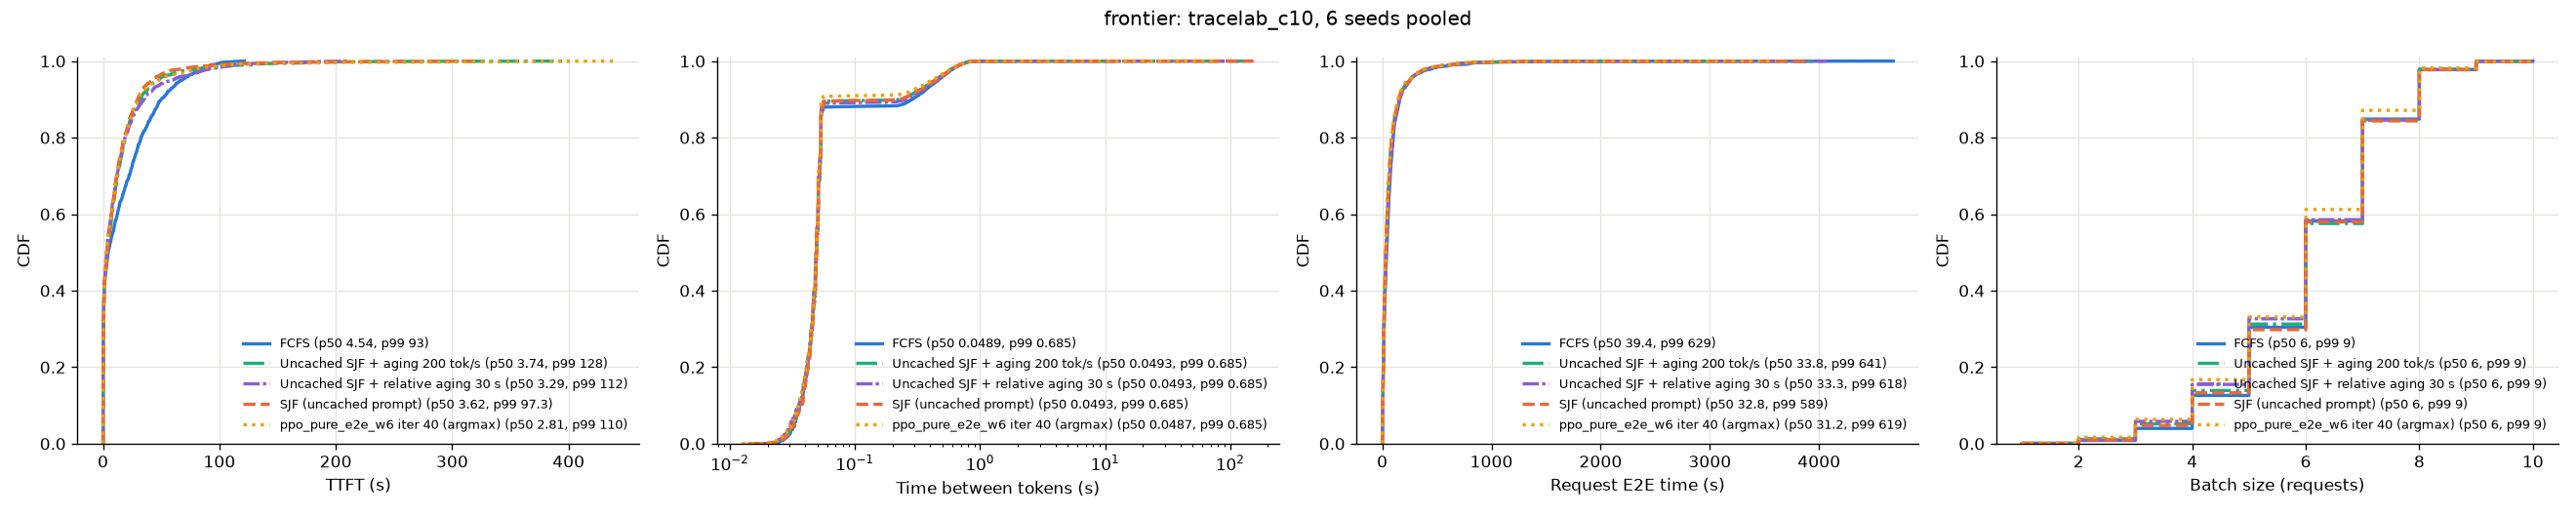 frontier: tracelab_c10, 6 seeds pooled
CDF
1.0
0.8
0.6
0.4
0.2
0.0
FCFS (p50 4.54, p99 93)
Uncached SJF + aging 200 tok/s (p50 3.74, p99 128)
Uncached SJF + relative aging 30 s (p50 3.29, p99 112)
SJF (uncached prompt) (p50 3.62, p99 97.3)
ppo_pure_e2e_w6 iter 40 (argmax) (p50 2.81, p99 110)
0 100 200 300 400
TTFT (s)
CDF
1.0
0.8
0.6
0.4
0.2
0.0
FCFS (p50 0.0489, p99 0.685)
Uncached SJF + aging 200 tok/s (p50 0.0493, p99 0.685)
Uncached SJF + relative aging 30 s (p50 0.0493, p99 0.685)
SJF (uncached prompt) (p50 0.0493, p99 0.685)
ppo_pure_e2e_w6 iter 40 (argmax) (p50 0.0487, p99 0.685)
10⁻² 10⁻¹ 10⁰ 10¹ 10²
Time between tokens (s)
CDF
1.0
0.8
0.6
0.4
0.2
0.0
FCFS (p50 39.4, p99 629)
Uncached SJF + aging 200 tok/s (p50 33.8, p99 641)
Uncached SJF + relative aging 30 s (p50 33.3, p99 618)
SJF (uncached prompt) (p50 32.8, p99 589)
ppo_pure_e2e_w6 iter 40 (argmax) (p50 31.2, p99 619)
0 1000 2000 3000 4000
Request E2E time (s)
CDF
1.0
0.8
0.6
0.4
0.2
0.0
FCFS (p50 6, p99 9)
Uncached SJF + aging 200 tok/s (p50 6, p99 9)
Uncached SJF + relative aging 30 s (p50 6, p99 9)
SJF (uncached prompt) (p50 6, p99 9)
ppo_pure_e2e_w6 iter 40 (argmax) (p50 6, p99 9)
2 4 6 8 10
Batch size (requests)